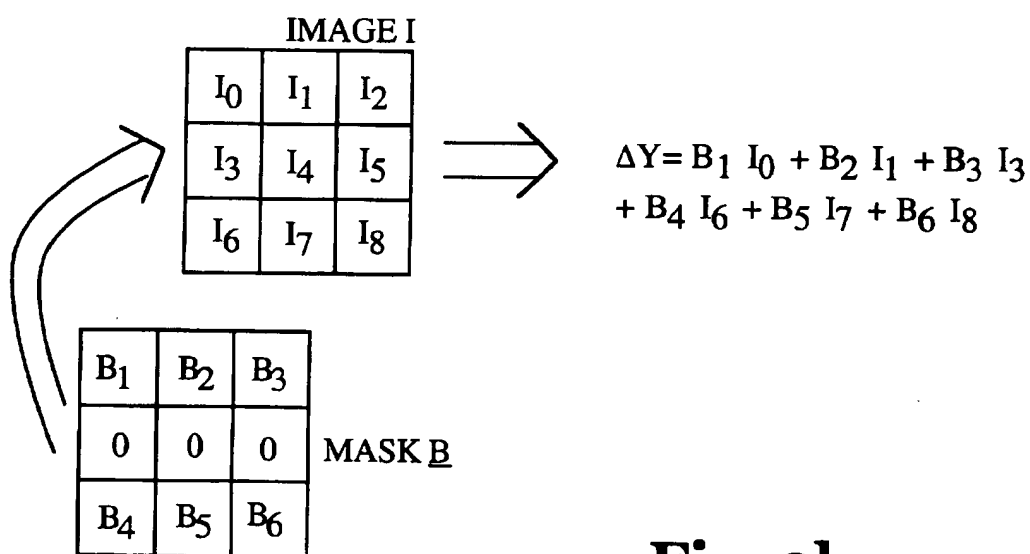 IMAGE I
I0 I1 I2
I3 I4 I5
I6 I7 I8
ΔY= B1 I0 + B2 I1 + B3 I3
+ B4 I6 + B5 I7 + B6 I8
B1 B2 B3
0 0 0
MASK B
B4 B5 B6